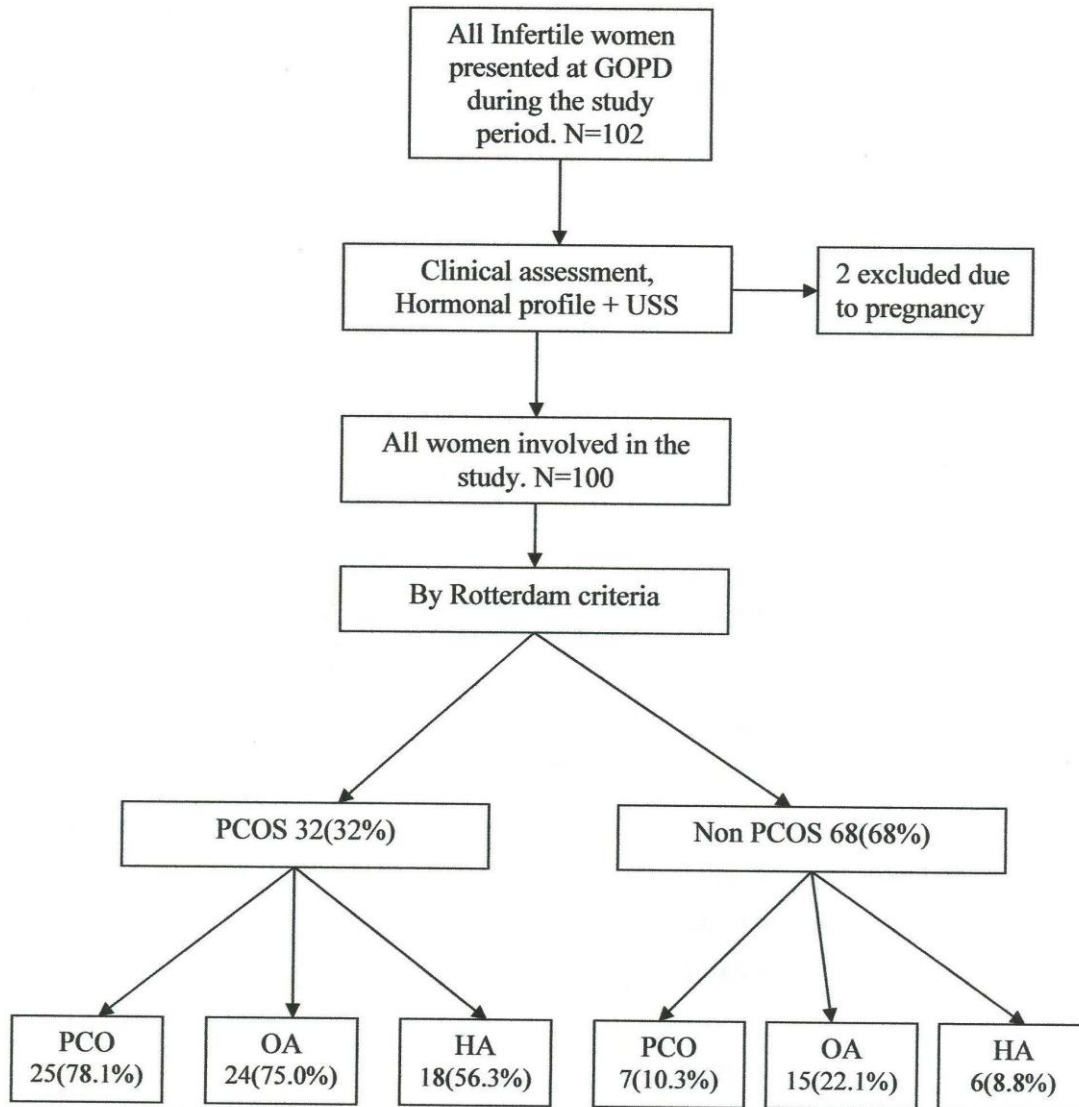 All Infertile women
presented at GOPD
during the study
period. N=102
Clinical assessment,
Hormonal profile + USS
2 excluded due
to pregnancy
All women involved in the
study. N=100
By Rotterdam criteria
PCOS 32(32%)
Non PCOS 68(68%)
PCO
25(78.1%)
OA
24(75.0%)
HA
18(56.3%)
PCO
7(10.3%)
OA
15(22.1%)
HA
6(8.8%)